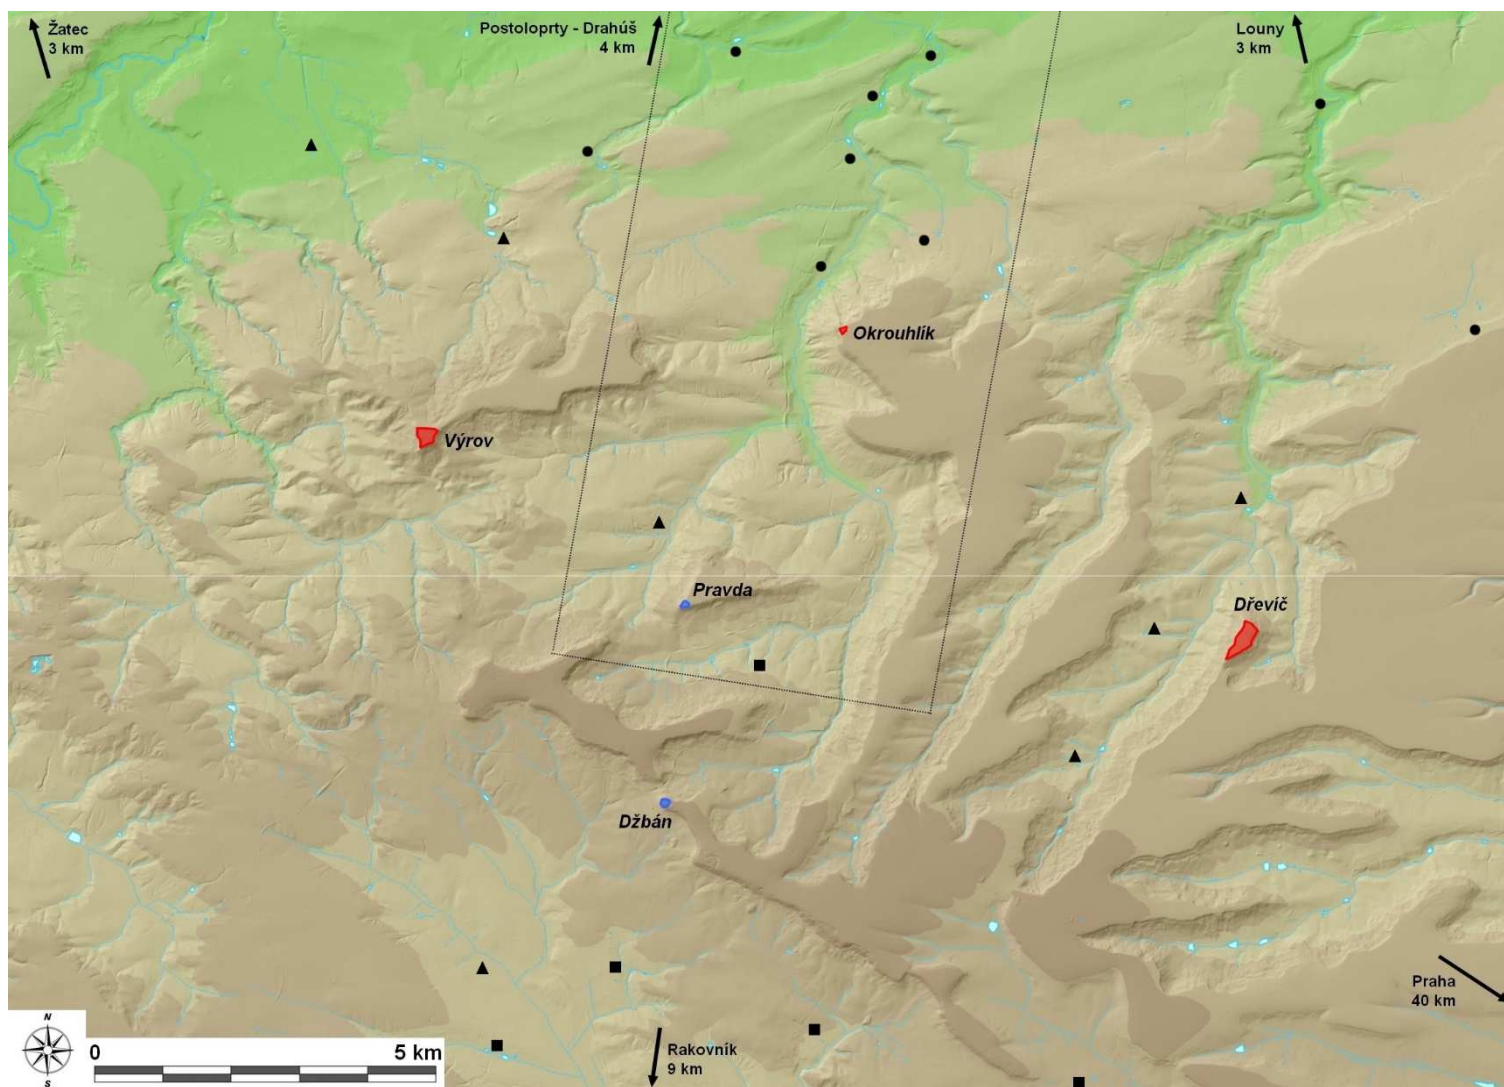 Žatec
3 km
Postoloprty - Drahúš
4 km
Louny
3 km
Okrouhlík
Výrov
Pravda
Dřevíč
Džbán
Praha
40 km
N
S
0
5 km
Rakovník
9 km